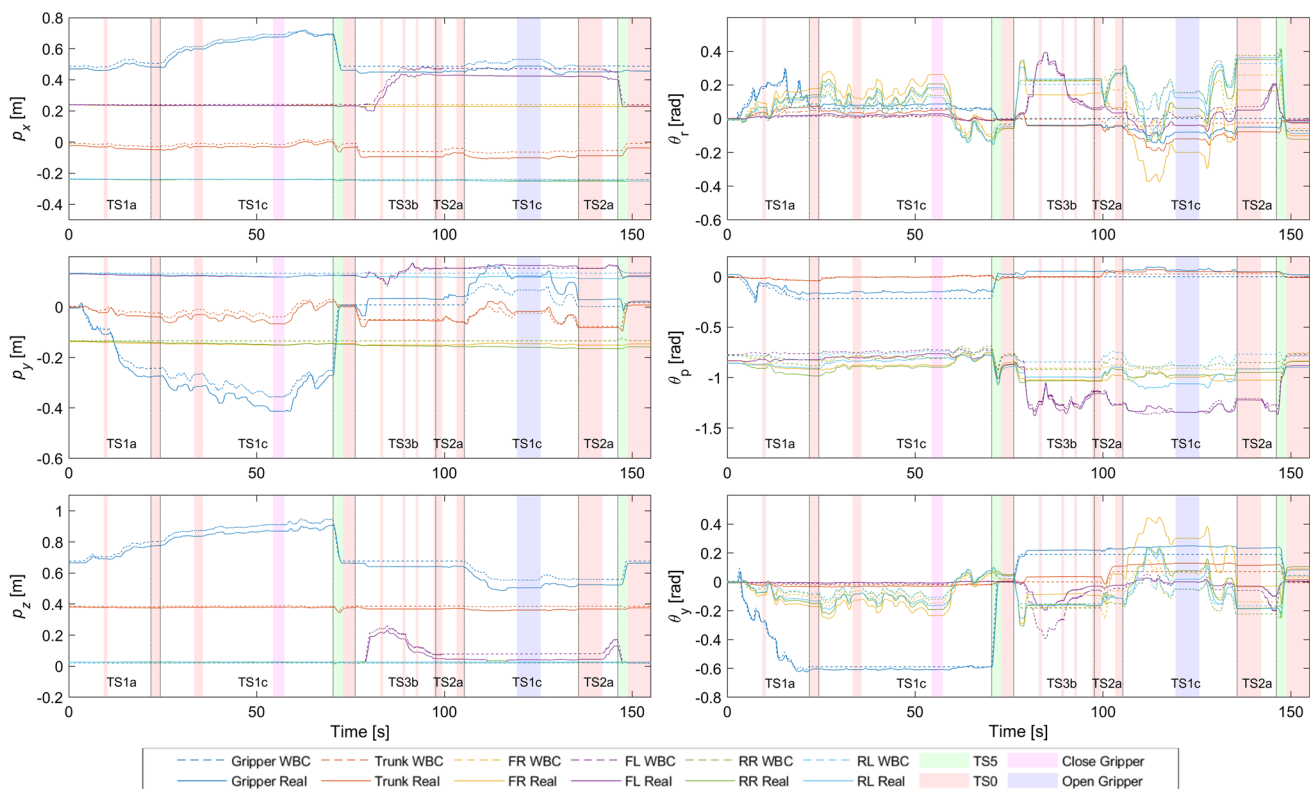 0.8
0.6
0.4
0.2
0
-0.2
-0.4
p_x [m]
TS1a TS1c TS3b TS2a TS1c TS2a
0 50 100 150
0.4
0.2
0
-0.2
-0.4
-0.6
θ_r [rad]
TS1a TS1c TS3b TS2a TS1c TS2a
0 50 100 150
0.2
0
-0.2
-0.4
-0.6
p_y [m]
TS1a TS1c TS3b TS2a TS1c TS2a
0 50 100 150
0
-0.5
-1
-1.5
θ_p [rad]
TS1a TS1c TS3b TS2a TS1c TS2a
0 50 100 150
1
0.8
0.6
0.4
0.2
0
-0.2
p_z [m]
TS1a TS1c TS3b TS2a TS1c TS2a
0 50 100 150
Time [s]
0.4
0.2
0
-0.2
-0.4
-0.6
-0.8
θ_y [rad]
TS1a TS1c TS3b TS2a TS1c TS2a
0 50 100 150
Time [s]
Gripper WBC Trunk WBC FR WBC FL WBC RR WBC RL WBC TS5 Close Gripper
Gripper Real Trunk Real FR Real FL Real RR Real RL Real TS0 Open Gripper